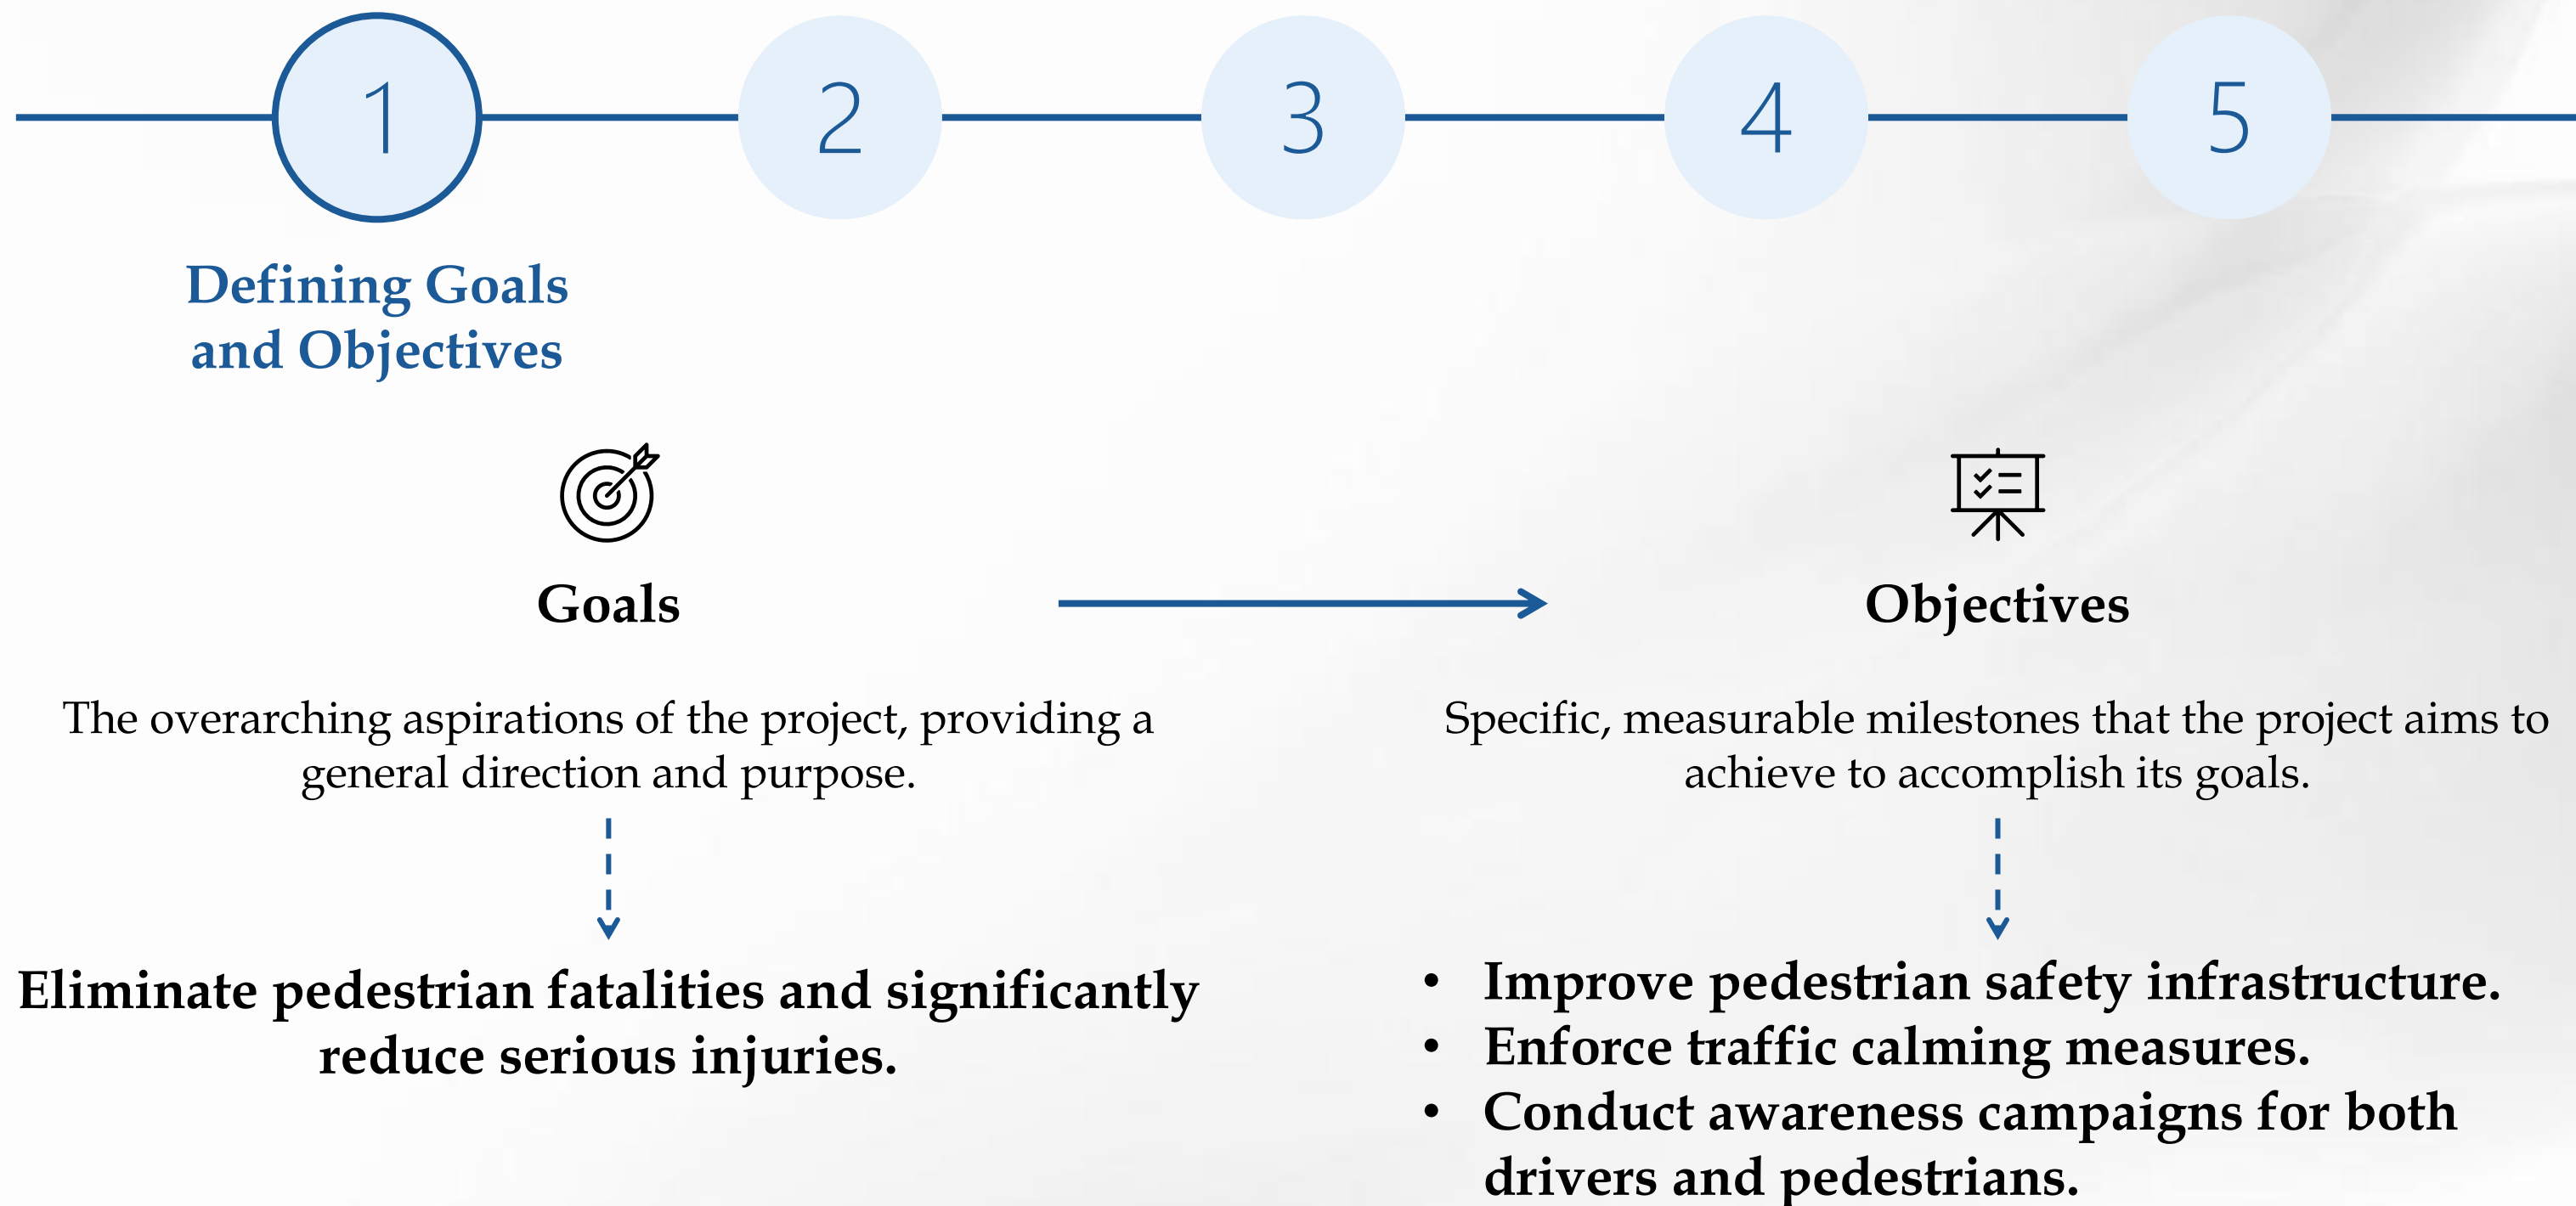 1
2
3
4
5
Defining Goals
and Objectives
Goals
The overarching aspirations of the project, providing a
general direction and purpose.
Eliminate pedestrian fatalities and significantly
reduce serious injuries.
Objectives
Specific, measurable milestones that the project aims to
achieve to accomplish its goals.
• Improve pedestrian safety infrastructure.
• Enforce traffic calming measures.
• Conduct awareness campaigns for both
drivers and pedestrians.